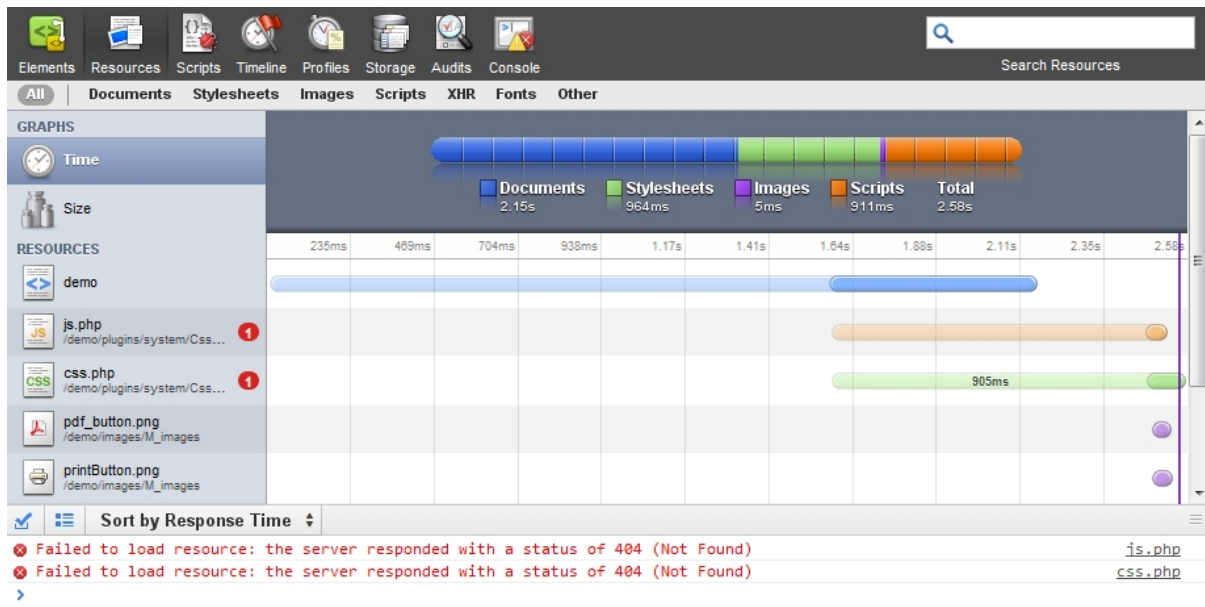 Elements Resources Scripts Timeline Profiles Storage Audits Console
Search Resources
All Documents Stylesheets Images Scripts XHR Fonts Other
GRAPHS
Time
Size
Documents Stylesheets Images Scripts Total
2.15s 964ms 5ms 911ms 2.58s
RESOURCES
235ms 469ms 704ms 938ms 1.17s 1.41s 1.64s 1.88s 2.11s 2.35s 2.58s
demo
JS
js.php
/demo/plugins/system/Css...
1
CSS
css.php
/demo/plugins/system/Css...
1
905ms
pdf_button.png
/demo/images/M_images
printButton.png
/demo/images/M_images
Sort by Response Time
Failed to load resource: the server responded with a status of 404 (Not Found) js.php
Failed to load resource: the server responded with a status of 404 (Not Found) css.php
>